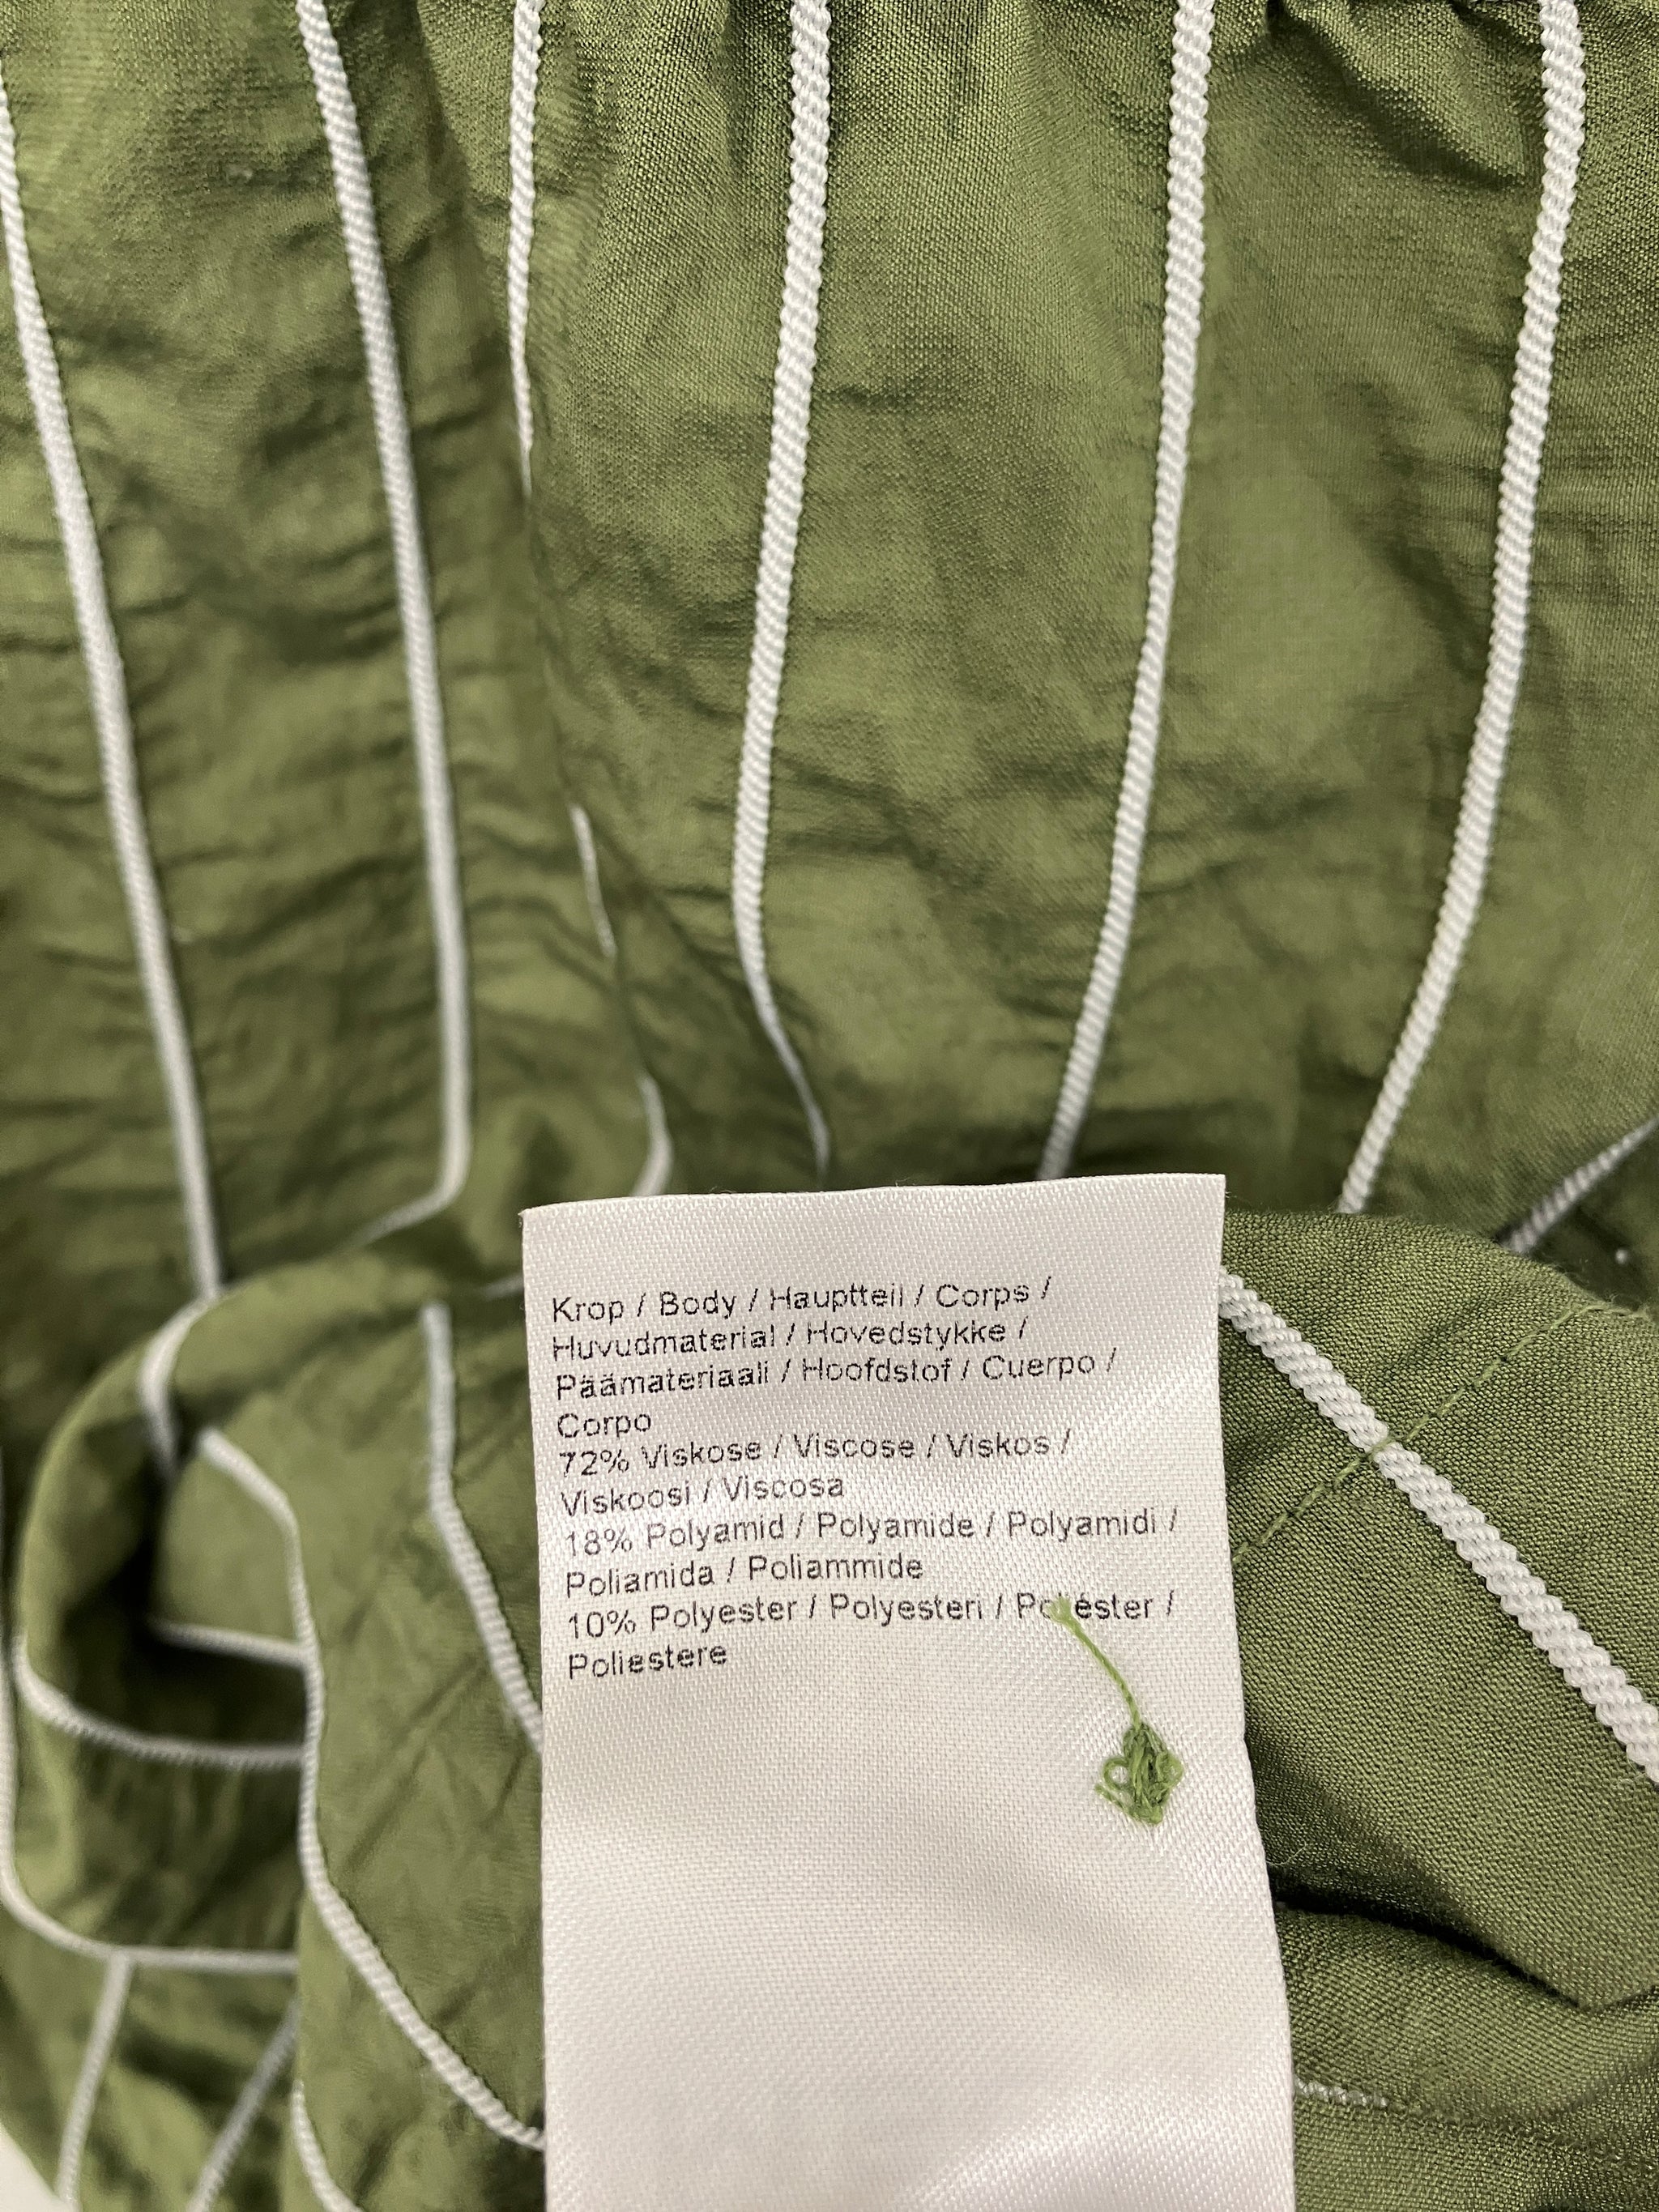 Krop / Body / Hauptteil / Corps /
Huvudmaterial / Hovedstykke /
Päämateriaali / Hoofdstof / Cuerpo /
Corpo
72% Viskose / Viscose / Viskos /
Viskoosi / Viscosa
18% Polyamid / Polyamide / Polyamidi /
Poliamida / Poliammide
10% Polyester / Polyesteri / Poliéster /
Poliestere